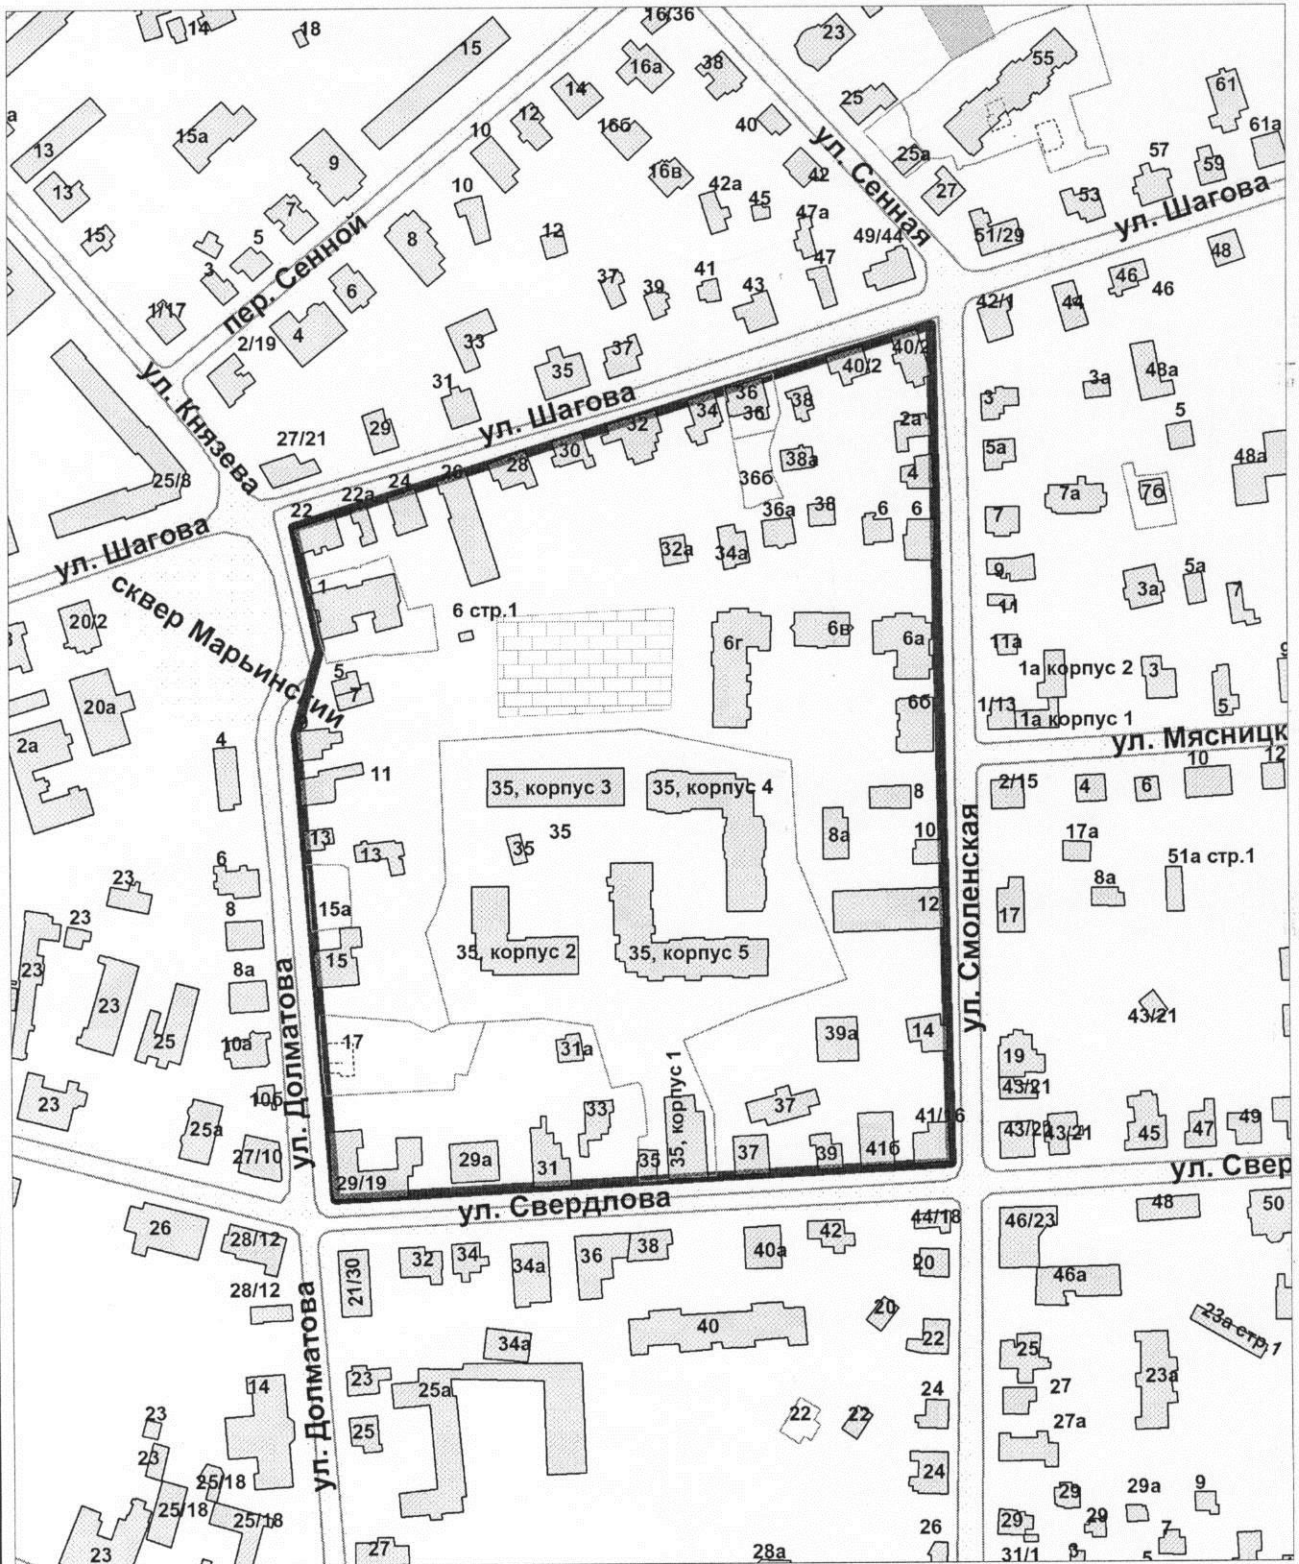 14
18
16/36
15
23
38
16а
55
14
25
61
15а
12
16б
40
61а
13
10
9
ул. Сенная
25а
57
59
13
10
16в
42
27
7
42а
45
53
ул. Шагова
15
5
8
12
47а
49/44
51/29
48
пер. Сенной
3
47
37
39
41
43
46
46
6
1/17
42/1
44
4
2/19
33
37
40/2
35
40/2
ул. Князева
31
36
38
3
3а
48а
29
ул. Шагова
34
36
2а
5
27/21
32
30
38а
5а
48а
28
4
26
36б
25/8
24
22а
7а
7б
22
36а
38
6
6
7
ул. Шагова
32а
34а
сквер Марьинский
1
9
3а
5а
7
20/2
6 стр.1
11
6г
6в
6а
11а
1а корпус 2
3
5
7
20а
6б
1/13
5
1а корпус 1
2а
4
ул. Мясницк
11
10
12
35, корпус 3
35, корпус 4
8
2/15
4
6
35
8а
10
13
13
35
17а
51а стр.1
6
23
8а
8
15а
12
17
23
35, корпус 2
35, корпус 5
23
8а
15
ул. Смоленская
23
25
10а
17
31а
39а
14
43/21
19
35, корпус 1
43/21
23
10б
33
37
41/16
25а
27/10
ул. Долматова
29а
31
35
37
39
41б
43/21
45
47
49
29/19
ул. Свердлова
ул. Свер
26
28/12
32
34
34а
36
38
40а
42
44/18
46/23
48
50
28/12
21/30
20
46а
20
40
22
23а стр.1
34а
25
14
23
25а
23а
24
27
23
22
22
27а
25
23
ул. Долматова
25/18
24
29
29а
9
25/18
25/18
29
29
7
23
27
28а
26
31/1
3
5